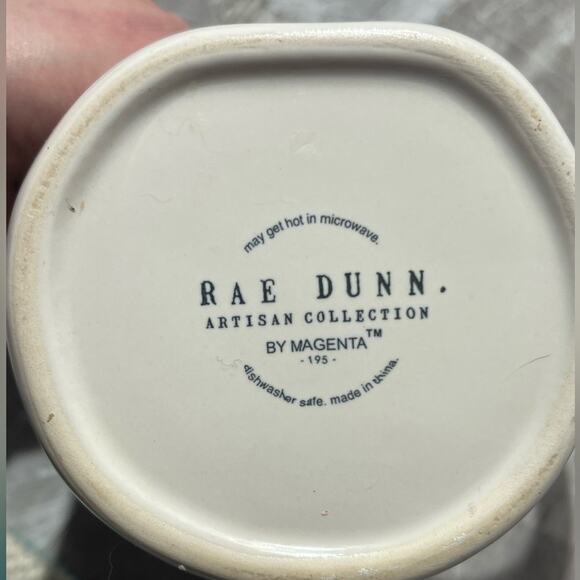 may get hot in microwave.
RAE DUNN.
ARTISAN COLLECTION
BY MAGENTA™
- 195 -
dishwasher safe. made in china.